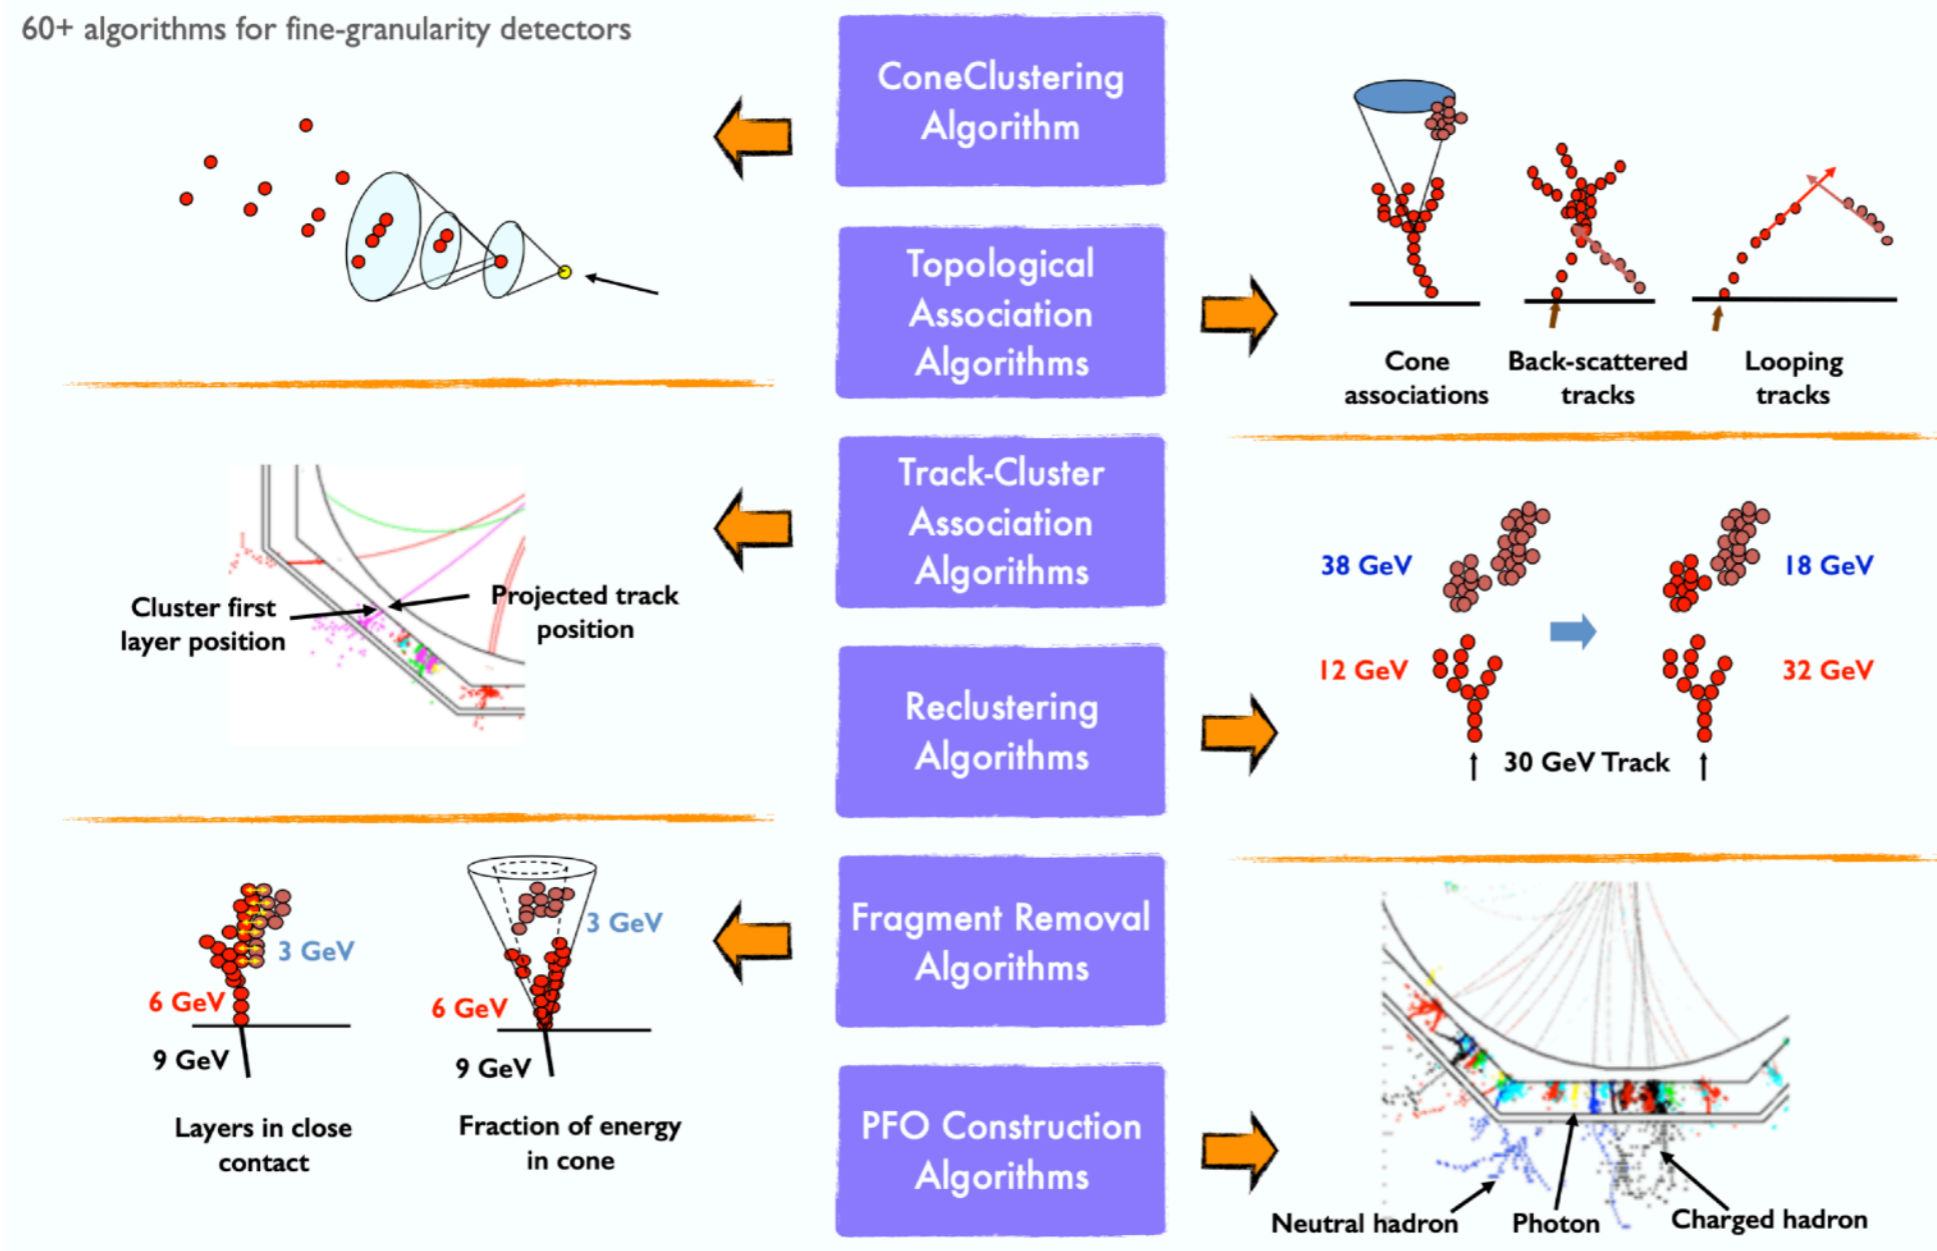 60+ algorithms for fine-granularity detectors
ConeClustering
Algorithm
Topological
Association
Algorithms
Cone
associations
Back-scattered
tracks
Looping
tracks
Track-Cluster
Association
Algorithms
Cluster first
layer position
Projected track
position
Reclustering
Algorithms
38 GeV
18 GeV
12 GeV
32 GeV
30 GeV Track
Fragment Removal
Algorithms
3 GeV
6 GeV
9 GeV
Layers in close
contact
3 GeV
6 GeV
9 GeV
Fraction of energy
in cone
PFO Construction
Algorithms
Neutral hadron
Photon
Charged hadron